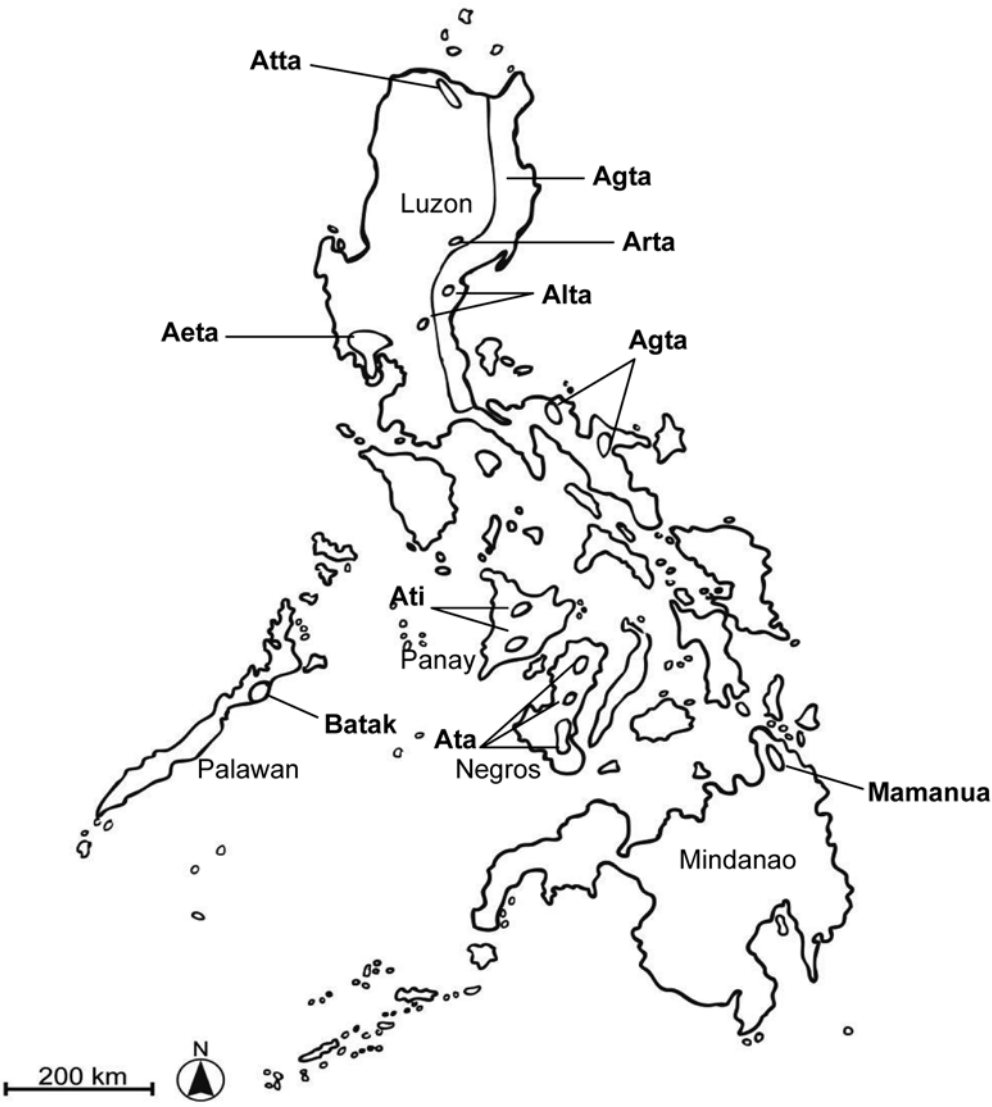 Atta
Agta
Luzon
Arta
Alta
Aeta
Agta
Ati
Panay
Batak
Ata
Palawan
Negros
Mamanua
Mindanao
N
200 km